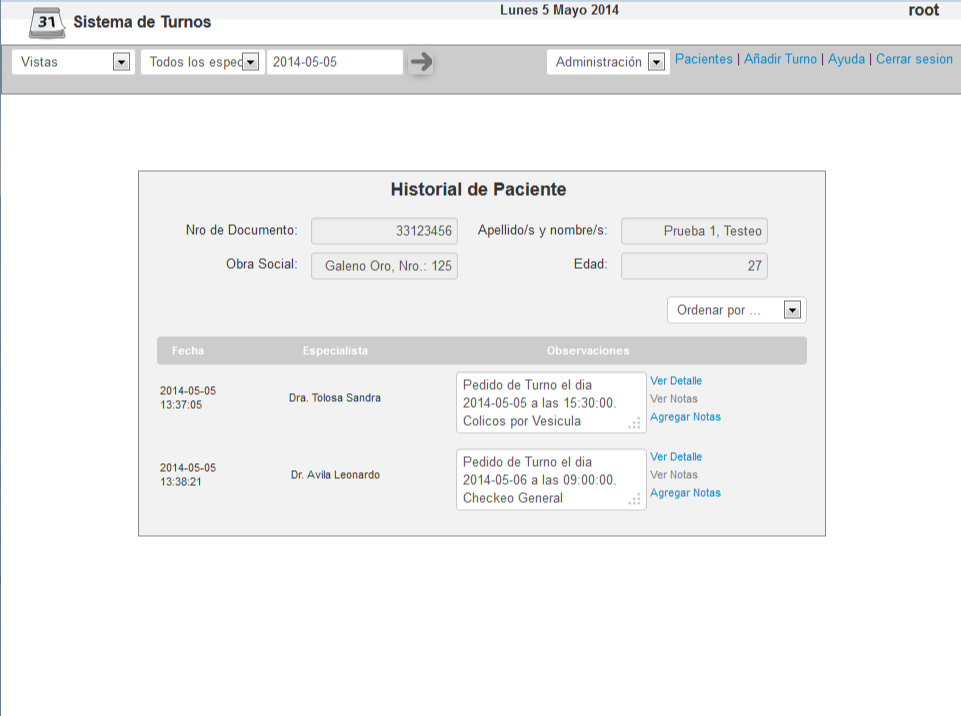 Lunes 5 Mayo 2014
root
31 Sistema de Turnos
Vistas
Todos los espec
2014-05-05
Administración
Pacientes | Añadir Turno | Ayuda | Cerrar sesion
Historial de Paciente
Nro de Documento: 33123456 Apellido/s y nombre/s: Prueba 1, Testeo
Obra Social: Galeno Oro, Nro.: 125 Edad: 27
Ordenar por ...
Fecha Especialista Observaciones
2014-05-05
13:37:05
Dra. Tolosa Sandra
Pedido de Turno el dia
2014-05-05 a las 15:30:00.
Colicos por Vesicula
Ver Detalle
Ver Notas
Agregar Notas
2014-05-05
13:38:21
Dr. Avila Leonardo
Pedido de Turno el dia
2014-05-06 a las 09:00:00.
Checkeo General
Ver Detalle
Ver Notas
Agregar Notas